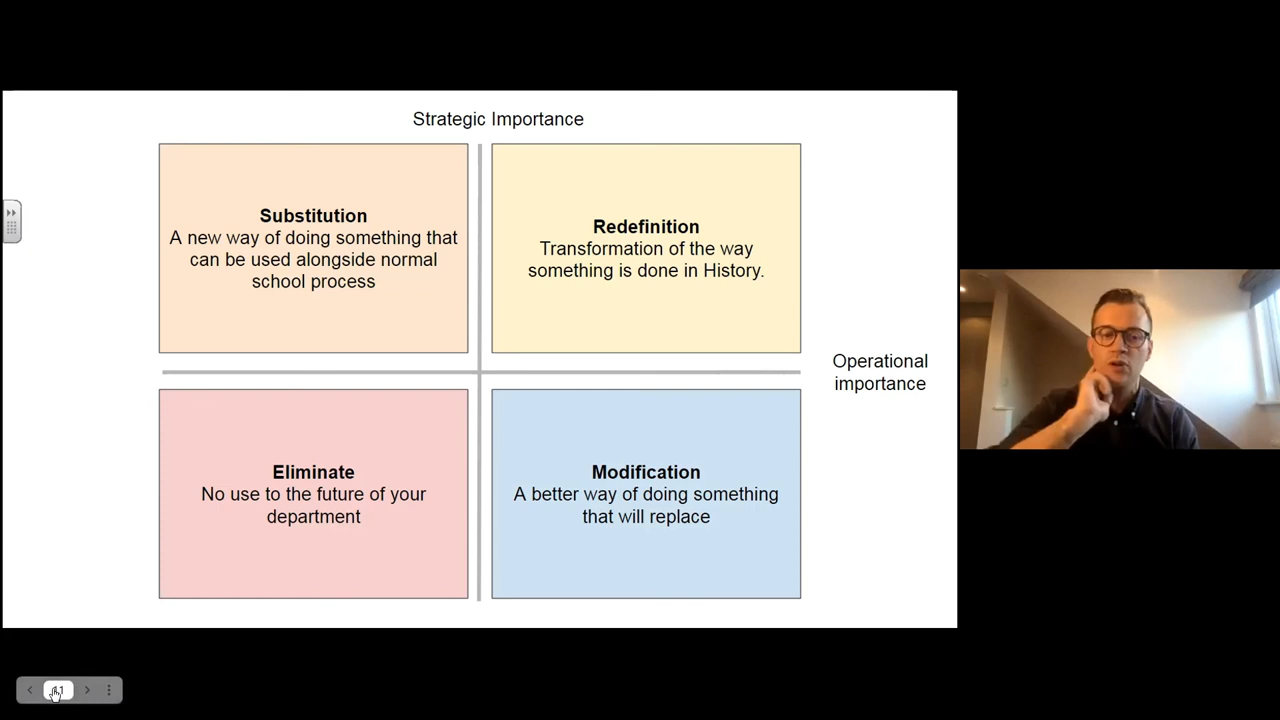 Strategic Importance
Substitution
A new way of doing something that
can be used alongside normal
school process
Redefinition
Transformation of the way
something is done in History.
Operational
importance
Eliminate
No use to the future of your
department
Modification
A better way of doing something
that will replace